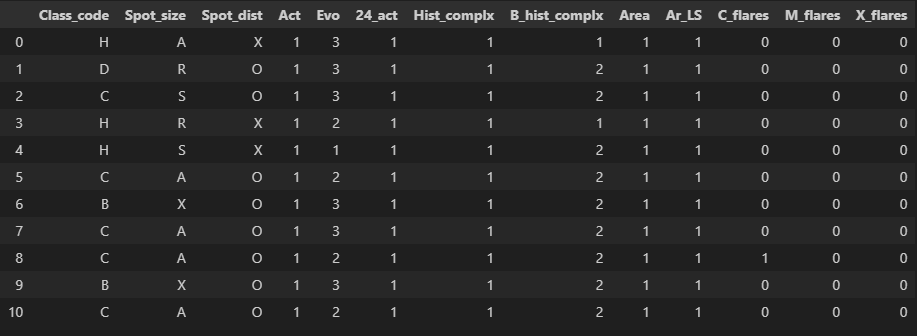 Class_code Spot_size Spot_dist Act Evo 24_act Hist_complx B_hist_complx Area Ar_LS C_flares M_flares X_flares
0 H A X 1 3 1 1 1 1 1 0 0 0
1 D R O 1 3 1 1 2 1 1 0 0 0
2 C S O 1 3 1 1 2 1 1 0 0 0
3 H R X 1 2 1 1 1 1 1 0 0 0
4 H S X 1 1 1 1 2 1 1 0 0 0
5 C A O 1 2 1 1 2 1 1 0 0 0
6 B X O 1 3 1 1 2 1 1 0 0 0
7 C A O 1 3 1 1 2 1 1 0 0 0
8 C A O 1 2 1 1 2 1 1 1 0 0
9 B X O 1 3 1 1 2 1 1 0 0 0
10 C A O 1 2 1 1 2 1 1 0 0 0